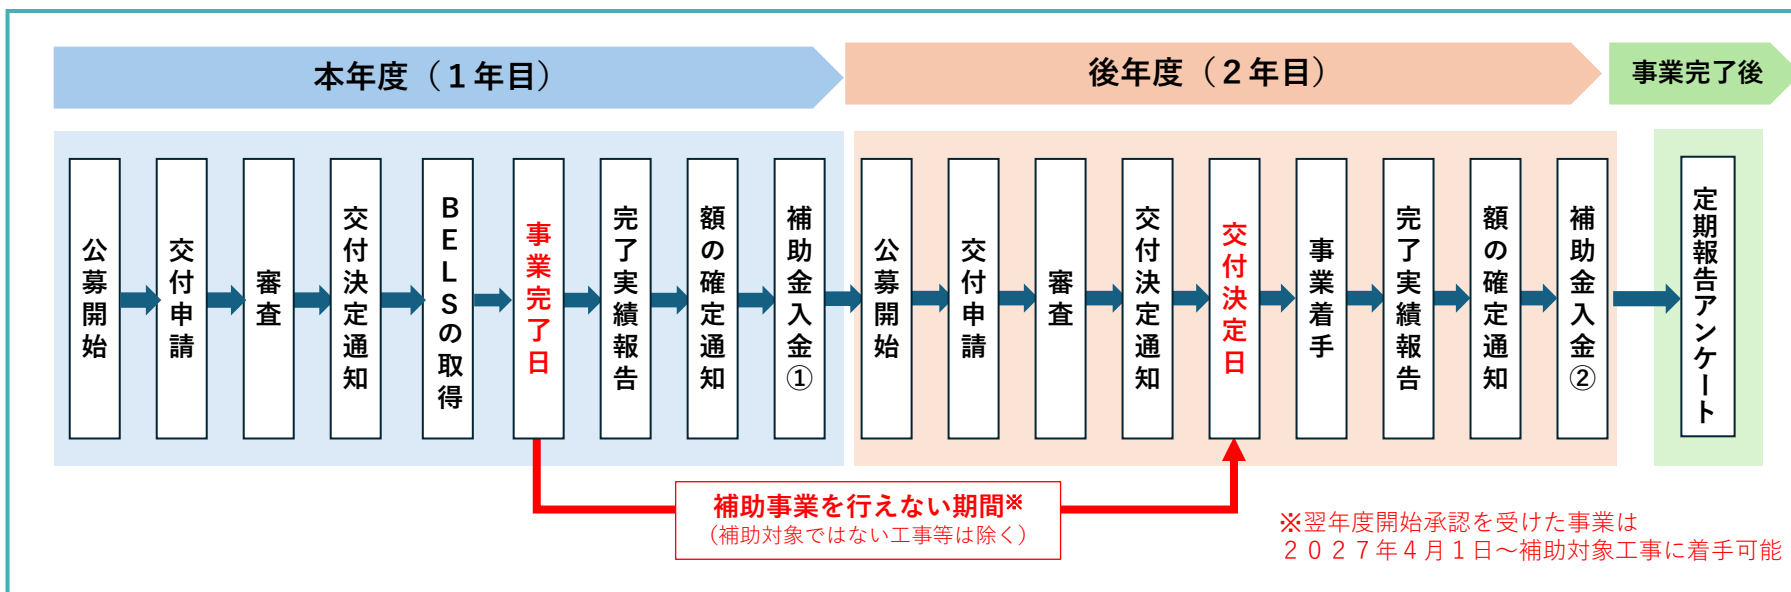 本年度（１年目）
後年度（２年目）
事業完了後
公募開始
交付申請
審査
交付決定通知
BELSの取得
事業完了日
完了実績報告
額の確定通知
補助金入金①
公募開始
交付申請
審査
交付決定通知
交付決定日
事業着手
完了実績報告
額の確定通知
補助金入金②
定期報告アンケート
補助事業を行えない期間※
（補助対象ではない工事等は除く）
※翌年度開始承認を受けた事業は
２０２７年４月１日～補助対象工事に着手可能